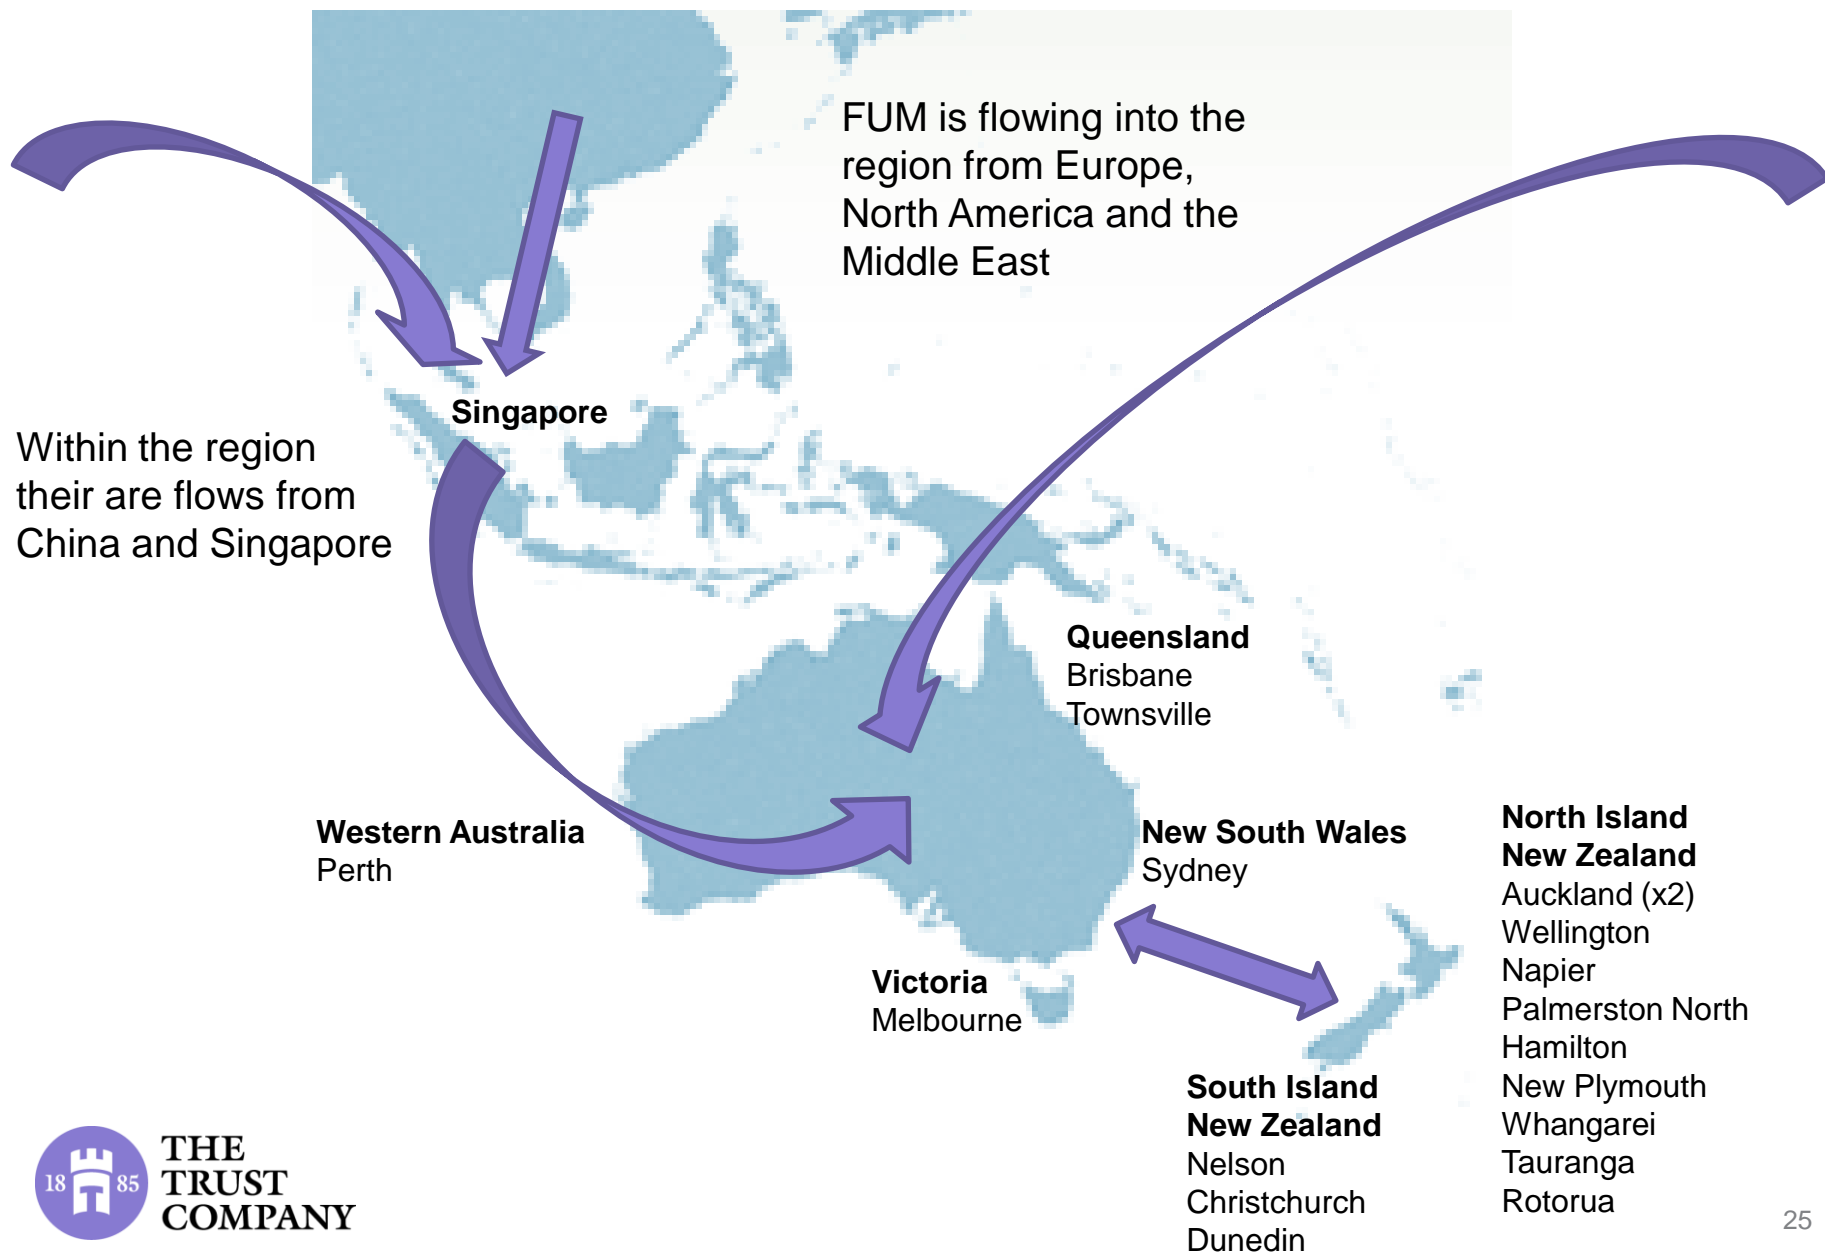 FUM is flowing into the
region from Europe,
North America and the
Middle East
Singapore
Within the region
their are flows from
China and Singapore
Queensland
Brisbane
Townsville
Western Australia
Perth
New South Wales
Sydney
Victoria
Melbourne
North Island
New Zealand
Auckland (x2)
Wellington
Napier
Palmerston North
Hamilton
New Plymouth
Whangarei
Tauranga
Rotorua
South Island
New Zealand
Nelson
Christchurch
Dunedin
18 85
THE
TRUST
COMPANY
25